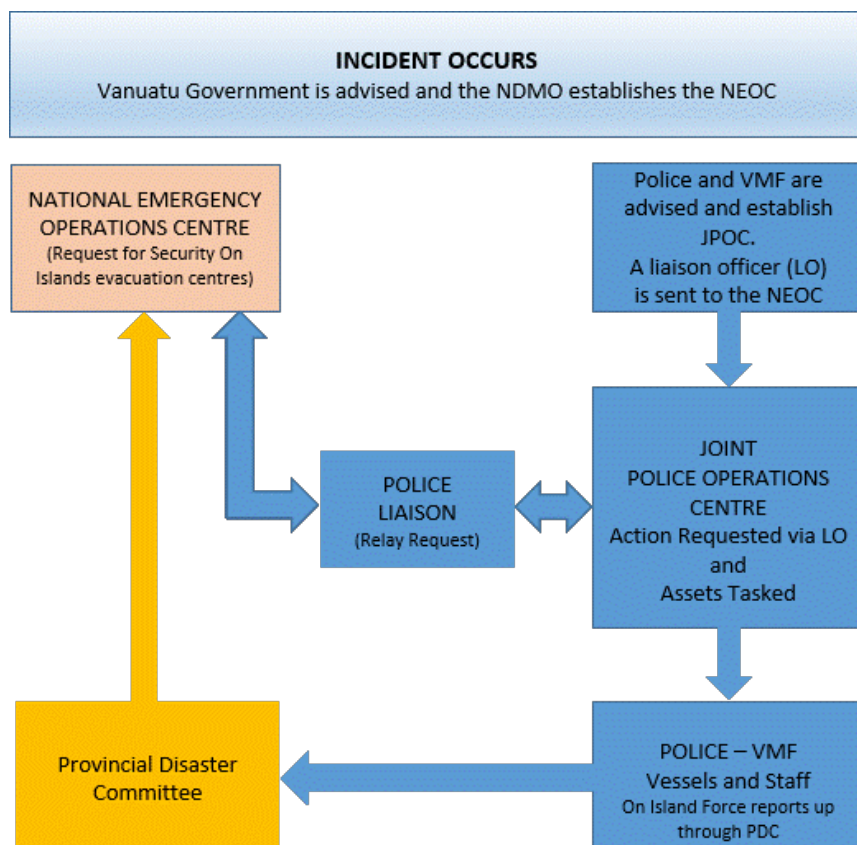 INCIDENT OCCURS
Vanuatu Government is advised and the NDMO establishes the NEOC
NATIONAL EMERGENCY
OPERATIONS CENTRE
(Request for Security On
Islands evacuation centres)
Police and VMF are
advised and establish
JPOC.
A liaison officer (LO)
is sent to the NEOC
POLICE
LIAISON
(Relay Request)
JOINT
POLICE OPERATIONS
CENTRE
Action Requested via LO
and
Assets Tasked
Provincial Disaster
Committee
POLICE – VMF
Vessels and Staff
On Island Force reports up
through PDC